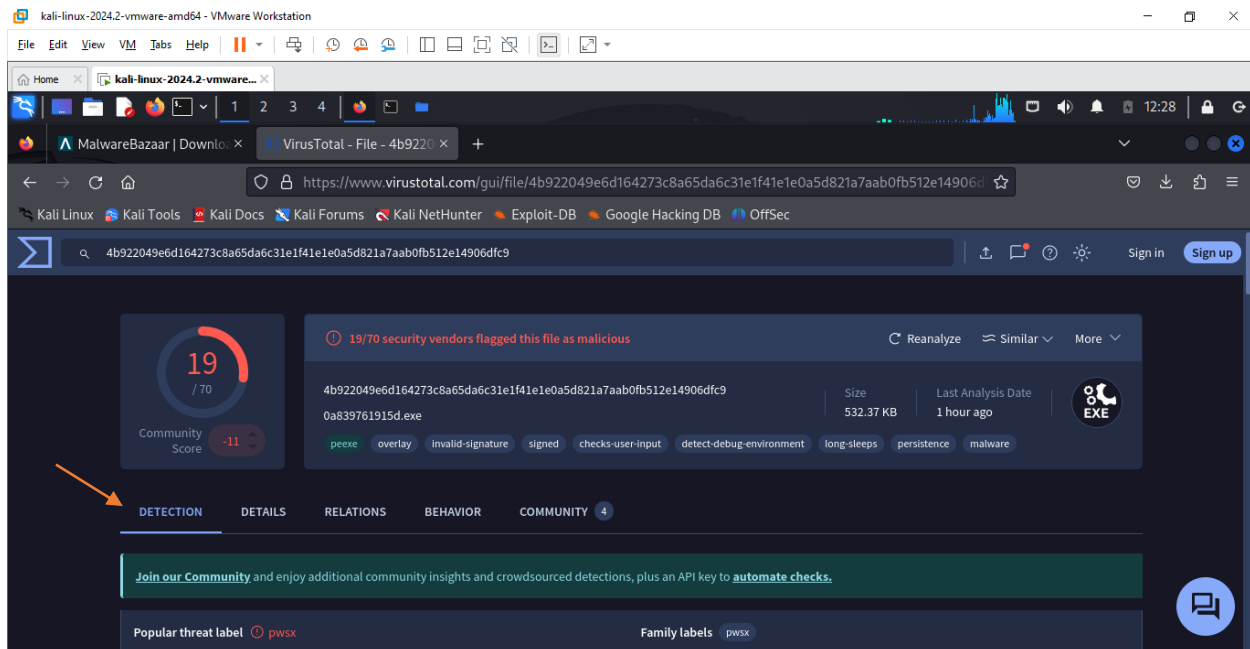 kali-linux-2024.2-vmware-amd64 - VMware Workstation
File Edit View VM Tabs Help
Home kali-linux-2024.2-vmware...
1 2 3 4 12:28
MalwareBazaar | Downlo VirusTotal - File - 4b9220
https://www.virustotal.com/gui/file/4b922049e6d164273c8a65da6c31e1f41e1e0a5d821a7aab0fb512e14906d
Kali Linux Kali Tools Kali Docs Kali Forums Kali NetHunter Exploit-DB Google Hacking DB OffSec
4b922049e6d164273c8a65da6c31e1f41e1e0a5d821a7aab0fb512e14906dfc9 Sign in Sign up
19
/ 70
Community
Score
-11
19/70 security vendors flagged this file as malicious Reanalyze Similar More
4b922049e6d164273c8a65da6c31e1f41e1e0a5d821a7aab0fb512e14906dfc9
0a839761915d.exe
Size
532.37 KB
Last Analysis Date
1 hour ago
EXE
peexe overlay invalid-signature signed checks-user-input detect-debug-environment long-sleeps persistence malware
DETECTION DETAILS RELATIONS BEHAVIOR COMMUNITY 4
Join our Community and enjoy additional community insights and crowdsourced detections, plus an API key to automate checks.
Popular threat label pwsx Family labels pwsx